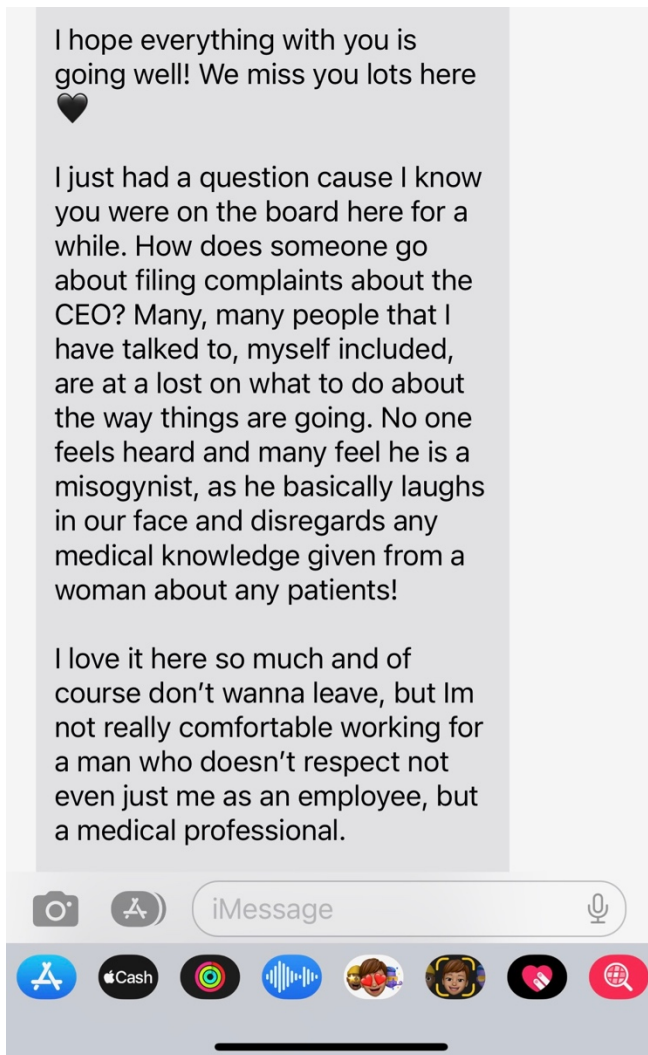 I hope everything with you is
going well! We miss you lots here
🖤
I just had a question cause I know
you were on the board here for a
while. How does someone go
about filing complaints about the
CEO? Many, many people that I
have talked to, myself included,
are at a lost on what to do about
the way things are going. No one
feels heard and many feel he is a
misogynist, as he basically laughs
in our face and disregards any
medical knowledge given from a
woman about any patients!
I love it here so much and of
course don’t wanna leave, but Im
not really comfortable working for
a man who doesn’t respect not
even just me as an employee, but
a medical professional.
iMessage
Cash